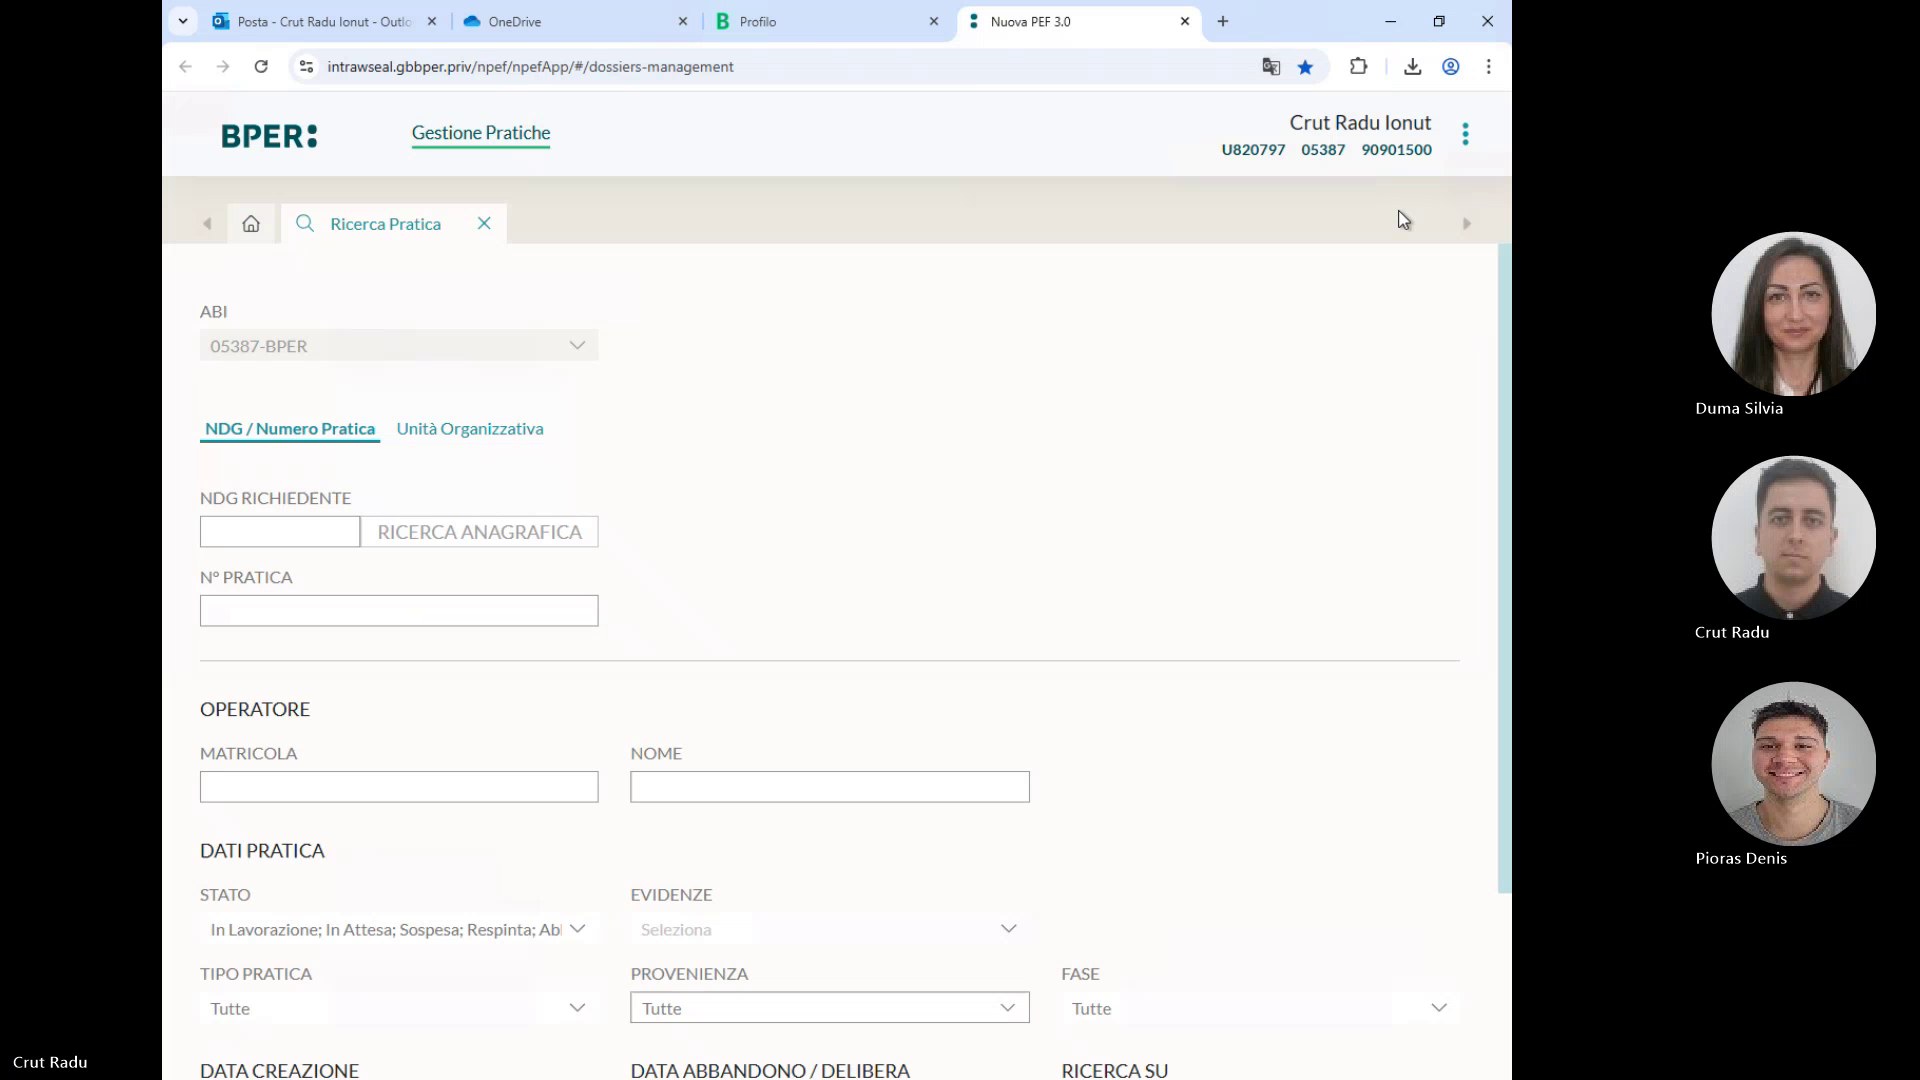 Posta - Crut Radu Ionut - Outlo
OneDrive
Profilo
Nuova PEF 3.0
intrawseal.gbbper.priv/npef/npefApp/#/dossiers-management
BPER:
Gestione Pratiche
Crut Radu Ionut
U820797 05387 90901500
Ricerca Pratica
ABI
05387-BPER
NDG / Numero Pratica
Unità Organizzativa
NDG RICHIEDENTE
RICERCA ANAGRAFICA
N° PRATICA
OPERATORE
MATRICOLA
NOME
DATI PRATICA
STATO
EVIDENZE
In Lavorazione; In Attesa; Sospesa; Respinta; Ab
Seleziona
TIPO PRATICA
PROVENIENZA
FASE
Tutte
Tutte
Tutte
DATA CREAZIONE
DATA ABBANDONO / DELIBERA
RICERCA SU
Duma Silvia
Crut Radu
Pioras Denis
Crut Radu